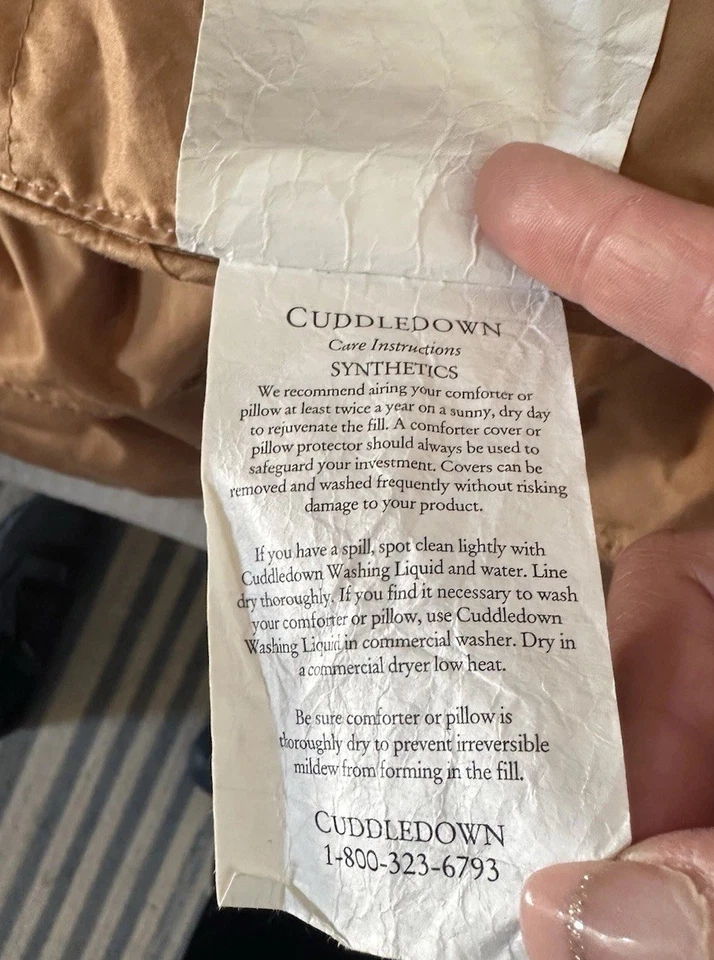 CUDDLEDOWN
Care Instructions
SYNTHETICS
We recommend airing your comforter or
pillow at least twice a year on a sunny, dry day
to rejuvenate the fill. A comforter cover or
pillow protector should always be used to
safeguard your investment. Covers can be
removed and washed frequently without risking
damage to your product.
If you have a spill, spot clean lightly with
Cuddledown Washing Liquid and water. Line
dry thoroughly. If you find it necessary to wash
your comforter or pillow, use Cuddledown
Washing Liquid in commercial washer. Dry in
a commercial dryer low heat.
Be sure comforter or pillow is
thoroughly dry to prevent irreversible
mildew from forming in the fill.
CUDDLEDOWN
1-800-323-6793